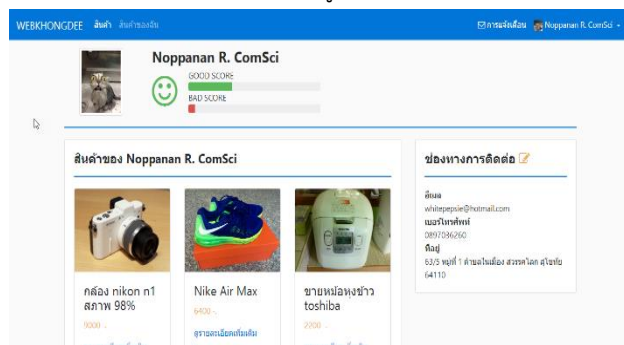 WEBKHONGDEE สินค้า สินค้าของฉัน การแจ้งเตือน Noppanan R. ComSci
Noppanan R. ComSci
GOOD SCORE
BAD SCORE
สินค้าของ Noppanan R. ComSci
กล้อง nikon n1
สภาพ 98%
9000 .-
Nike Air Max
6400 .-
ดูรายละเอียดเพิ่มเติม
ขายหม้อหุงข้าว
toshiba
2200 .-
ช่องทางการติดต่อ
อีเมล
whitepepsie@hotmail.com
เบอร์โทรศัพท์
0897036260
ที่อยู่
63/5 หมู่ที่ 1 ตำบลในเมือง สวรรคโลก สุโขทัย
64110